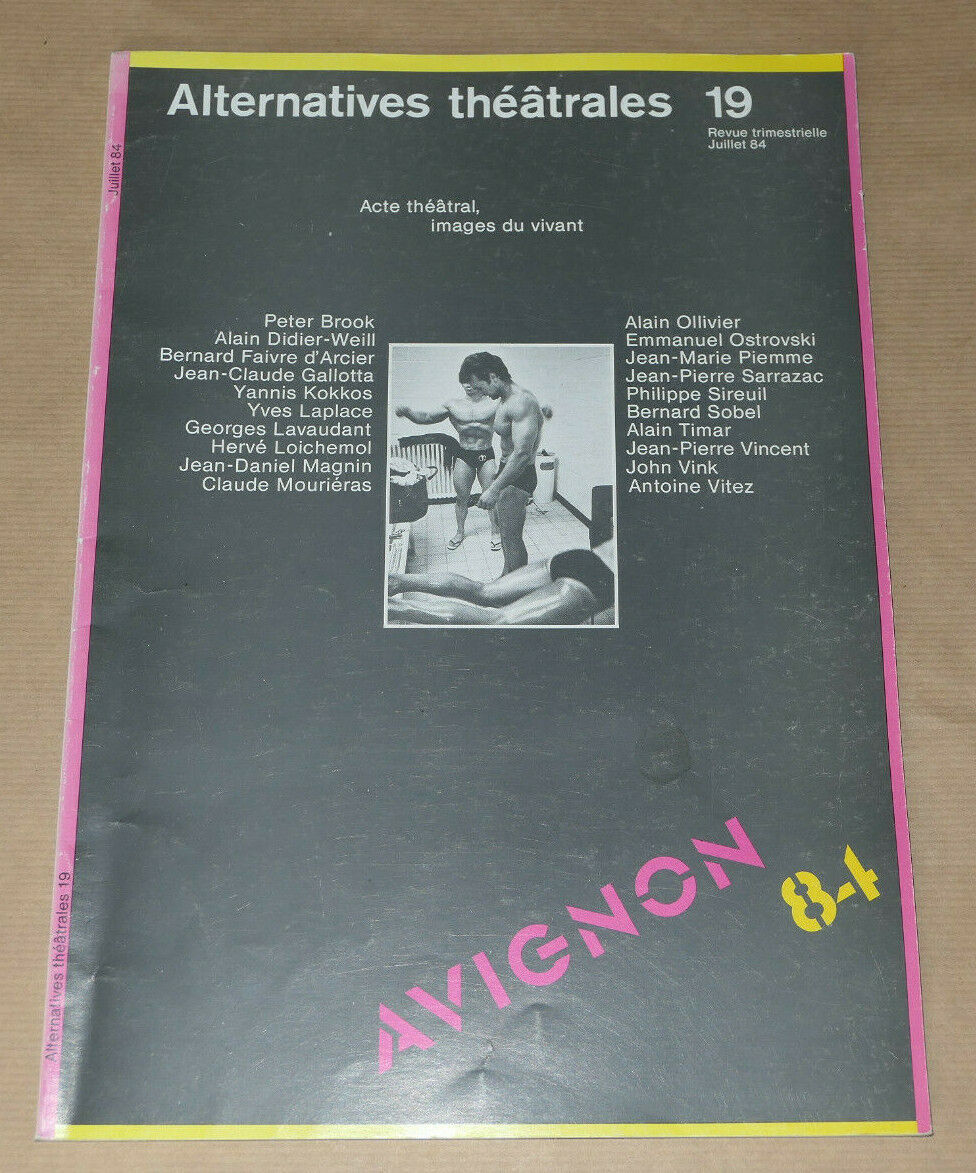 Alternatives théâtrales 19
Revue trimestrielle
Juillet 84
Juillet 84
Acte théâtral,
images du vivant
Peter Brook
Alain Didier-Weill
Bernard Faivre d'Arcier
Jean-Claude Gallotta
Yannis Kokkos
Yves Laplace
Georges Lavaudant
Hervé Loichemol
Jean-Daniel Magnin
Claude Mouriéras
Alain Ollivier
Emmanuel Ostrovski
Jean-Marie Piemme
Jean-Pierre Sarrazac
Philippe Sireuil
Bernard Sobel
Alain Timar
Jean-Pierre Vincent
John Vink
Antoine Vitez
AVIGNON
84
Alternatives théâtrales 19